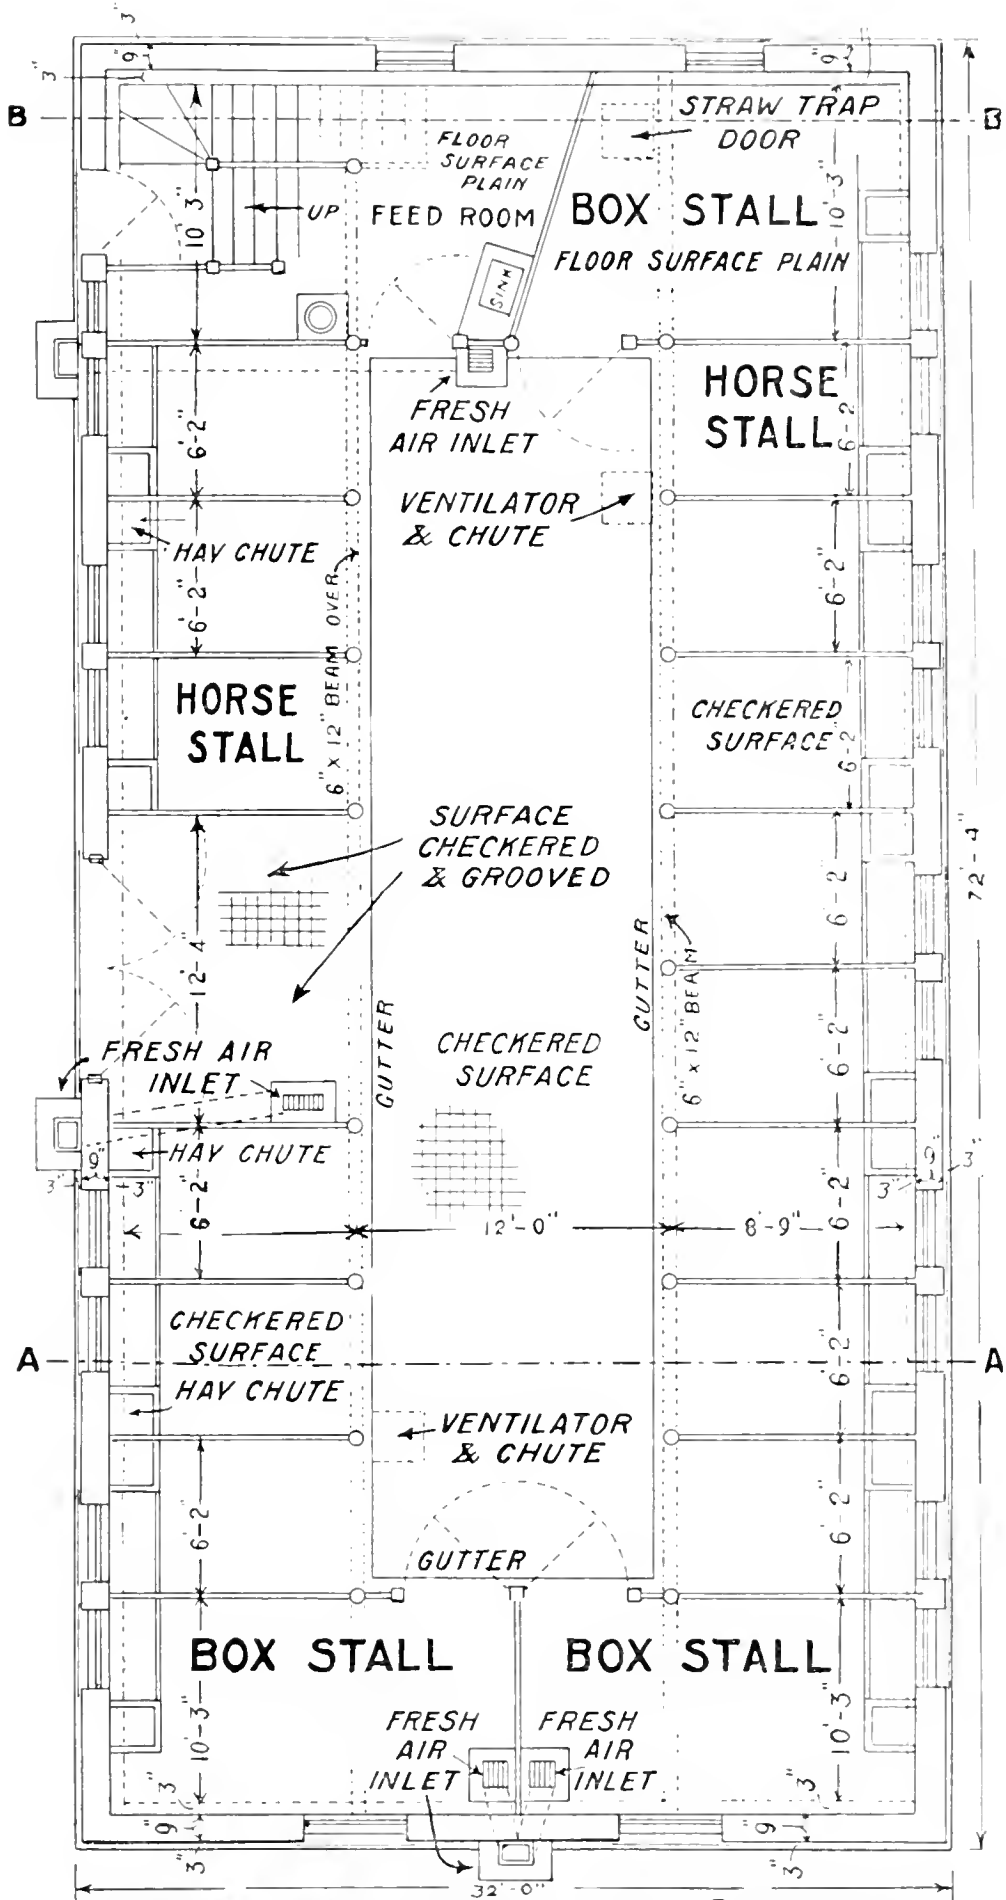 3"
9"
3"
9"
B
STRAW TRAP
DOOR
B
FLOOR
SURFACE
PLAIN
10'-3"
UP
FEED ROOM
BOX STALL
10'-3"
FLOOR SURFACE PLAIN
SINK
HORSE
STALL
FRESH
AIR INLET
6'-2"
6'-2
VENTILATOR
& CHUTE
HAY CHUTE
6'-2"
6'-2"
6" X 12" BEAM OVER
HORSE
STALL
CHECKERED
SURFACE
6'-2"
SURFACE
CHECKERED
& GROOVED
72'-4"
6'-2
12'-4"
GUTTER
GUTTER
6" X 12" BEAM
FRESH AIR
INLET
CHECKERED
SURFACE
6'-2"
HAY CHUTE
9"
3"
3"
9"
3"
3"
6'-2"
12'-0"
8'-9"
6'-2"
CHECKERED
SURFACE
A
A
HAY CHUTE
6'-2"
VENTILATOR
& CHUTE
6'-2
6'-2"
GUTTER
BOX STALL
BOX STALL
10'-3"
10'-3"
FRESH
AIR
INLET
FRESH
AIR
INLET
3"
9"
3"
3"
9"
3"
32'-0"